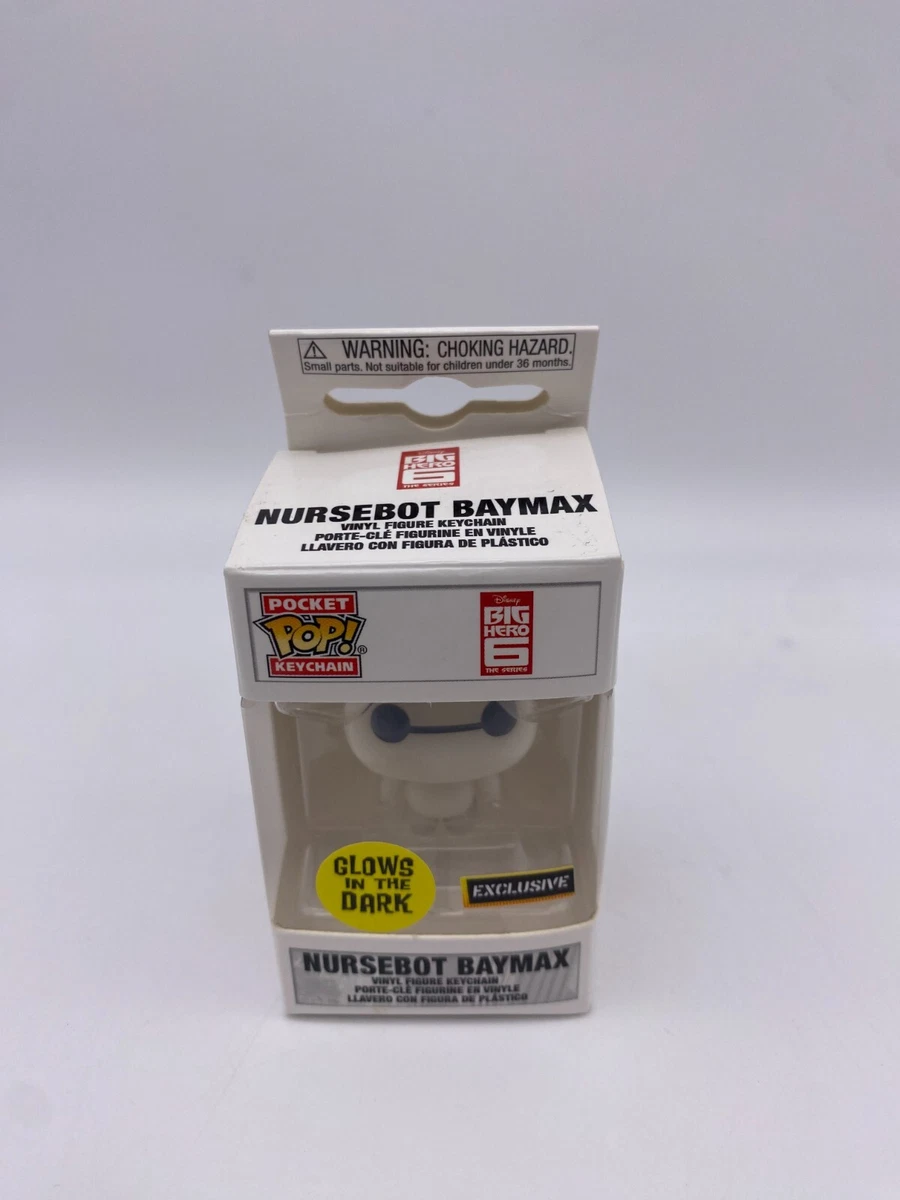 ⚠ WARNING: CHOKING HAZARD.
Small parts. Not suitable for children under 36 months.
Disney
BIG
HERO
6
THE SERIES
NURSEBOT BAYMAX
VINYL FIGURE KEYCHAIN
PORTE-CLÉ FIGURINE EN VINYLE
LLAVERO CON FIGURA DE PLÁSTICO
POCKET
POP!®
KEYCHAIN
Disney
BIG
HERO
6
THE SERIES
GLOWS
IN THE
DARK
EXCLUSIVE
NURSEBOT BAYMAX
VINYL FIGURE KEYCHAIN
PORTE-CLÉ FIGURINE EN VINYLE
LLAVERO CON FIGURA DE PLÁSTICO